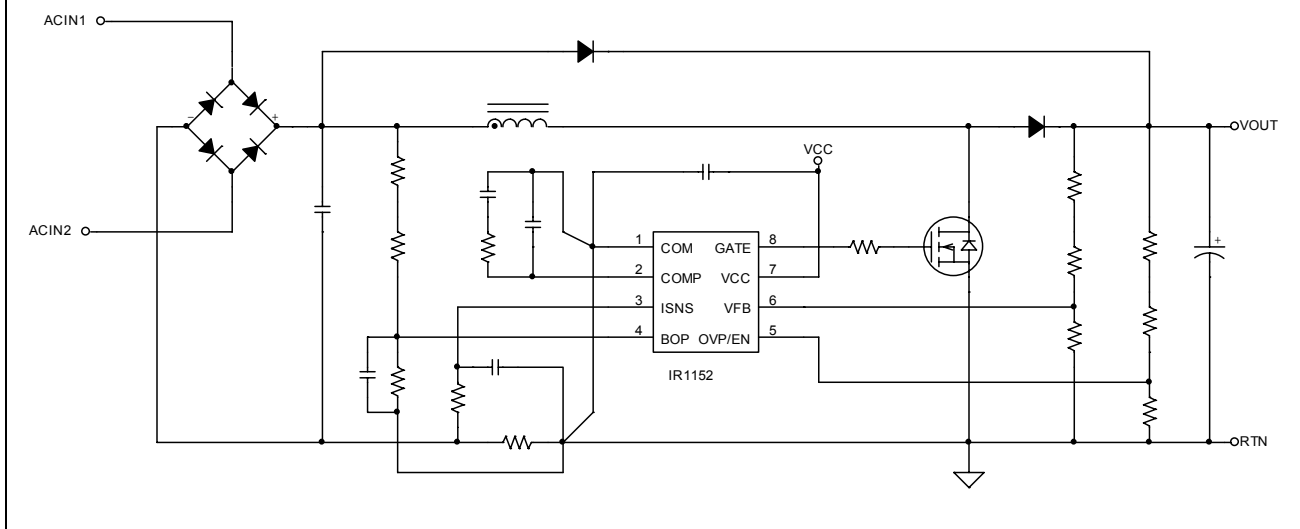 ACIN1
− +
ACIN2
VCC
VOUT
+
1 COM GATE 8
2 COMP VCC 7
3 ISNS VFB 6
4 BOP OVP/EN 5
IR1152
RTN